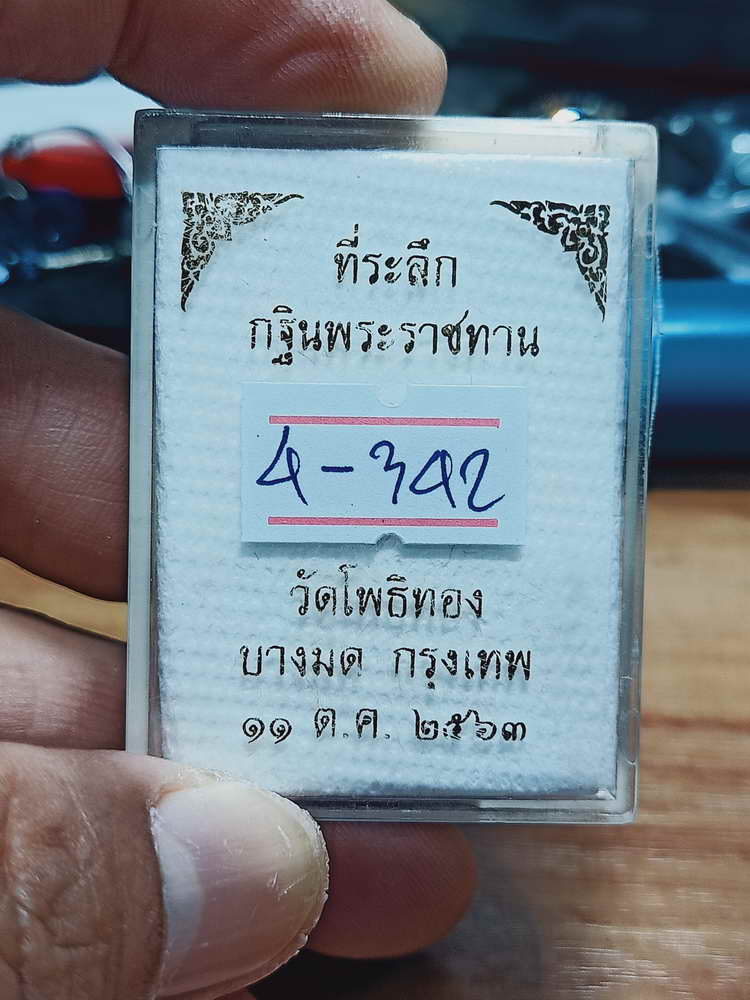 ที่ระลึก
กฐินพระราชทาน
4-342
วัดโพธิทอง
บางมด กรุงเทพ
๑๑ ต.ค. ๒๕๖๓